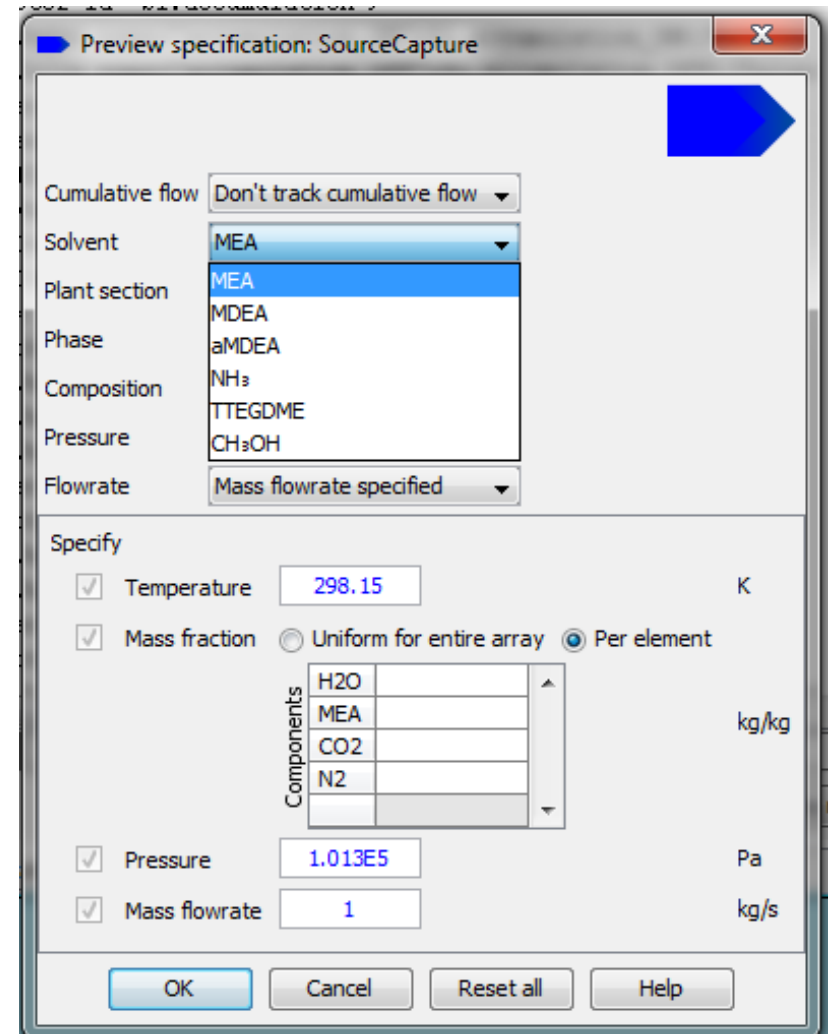 Preview specification: SourceCapture
Cumulative flow Don't track cumulative flow
Solvent MEA
MEA
Plant section
MDEA
Phase aMDEA
NH₃
Composition
TTEGDME
Pressure CH₃OH
Flowrate Mass flowrate specified
Specify
Temperature 298.15 K
Mass fraction Uniform for entire array Per element
Components
H2O
MEA
kg/kg
CO2
N2
Pressure 1.013E5 Pa
Mass flowrate 1 kg/s
OK Cancel Reset all Help